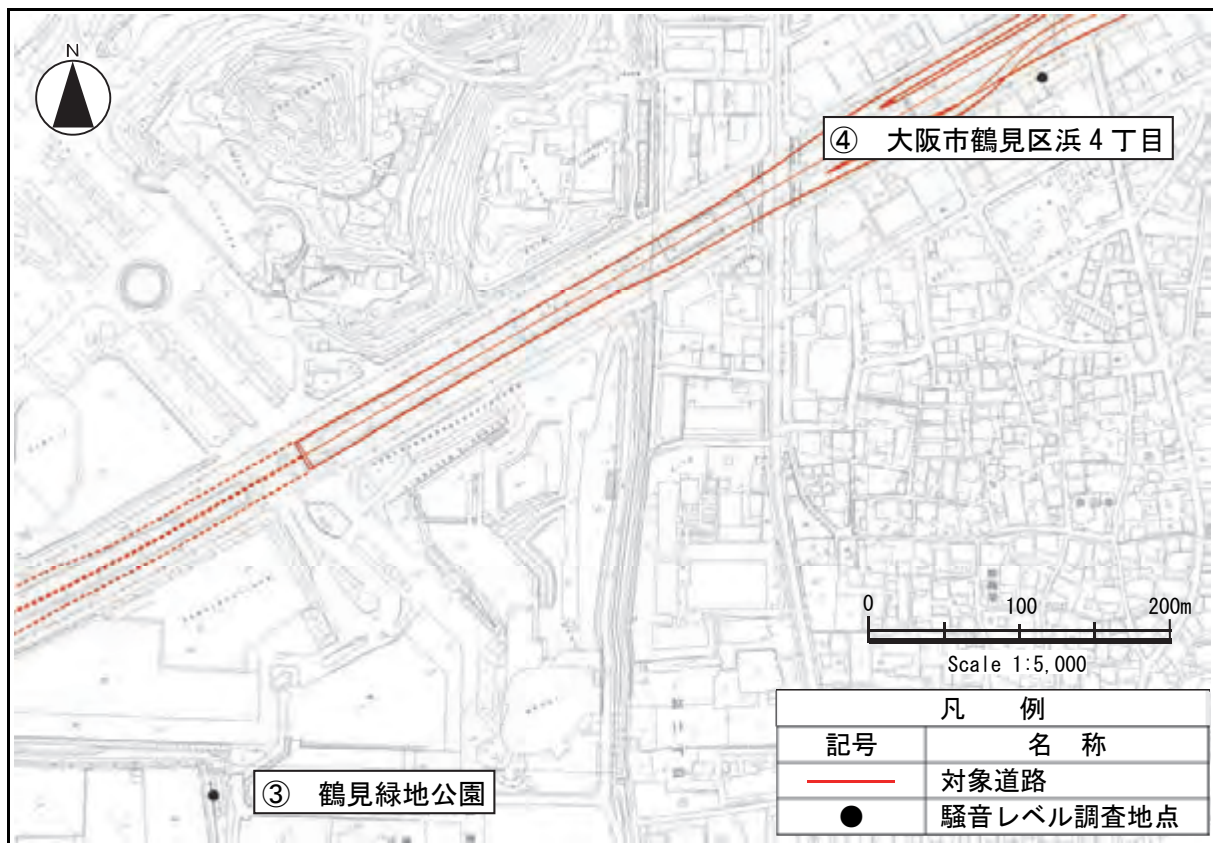 N
④ 大阪市鶴見区浜４丁目
③ 鶴見緑地公園
0 100 200m
Scale 1:5,000
凡 例
記号 名 称
対象道路
騒音レベル調査地点